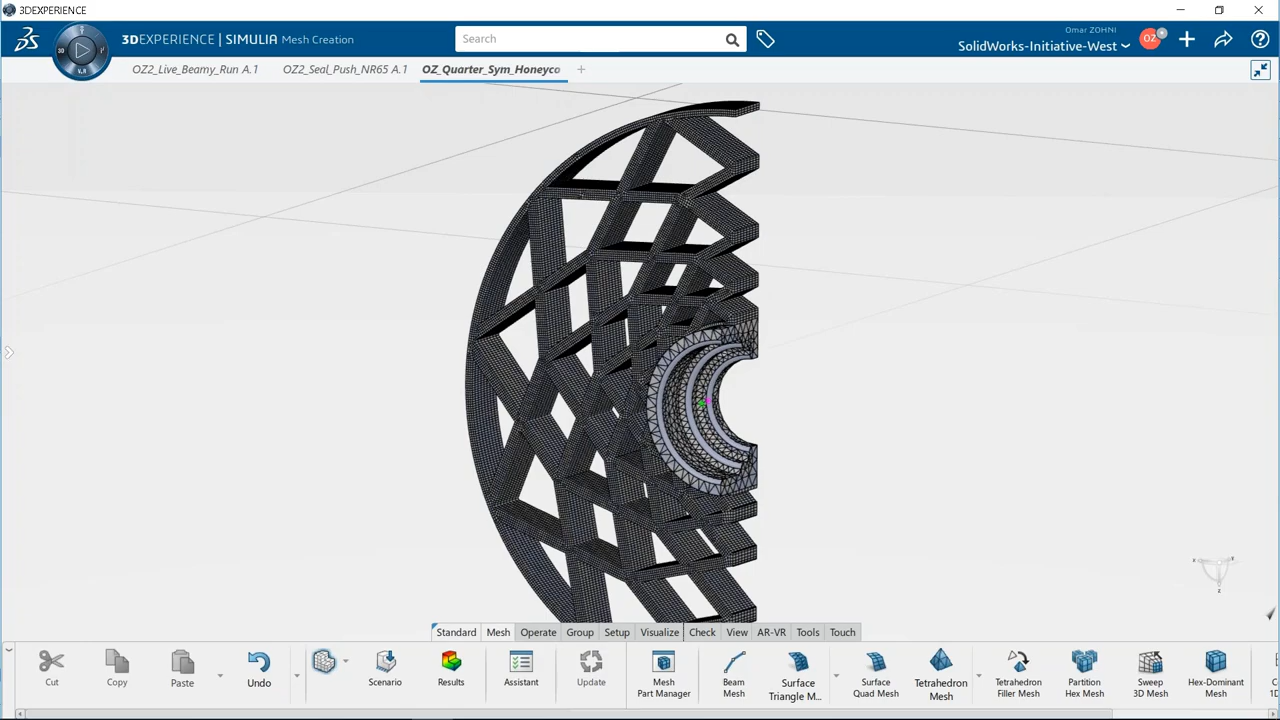 3DEXPERIENCE
3DEXPERIENCE | SIMULIA Mesh Creation
Search
Omar ZOHNI
SolidWorks-Initiative-West
OZ
OZ2_Live_Beamy_Run A.1
OZ2_Seal_Push_NR65 A.1
OZ_Quarter_Sym_Honeyco
Standard
Mesh
Operate
Group
Setup
Visualize
Check
View
AR-VR
Tools
Touch
Cut
Copy
Paste
Undo
Scenario
Results
Assistant
Update
Mesh
Part Manager
Beam
Mesh
Surface
Triangle M...
Surface
Quad Mesh
Tetrahedron
Mesh
Tetrahedron
Filler Mesh
Partition
Hex Mesh
Sweep
3D Mesh
Hex-Dominant
Mesh